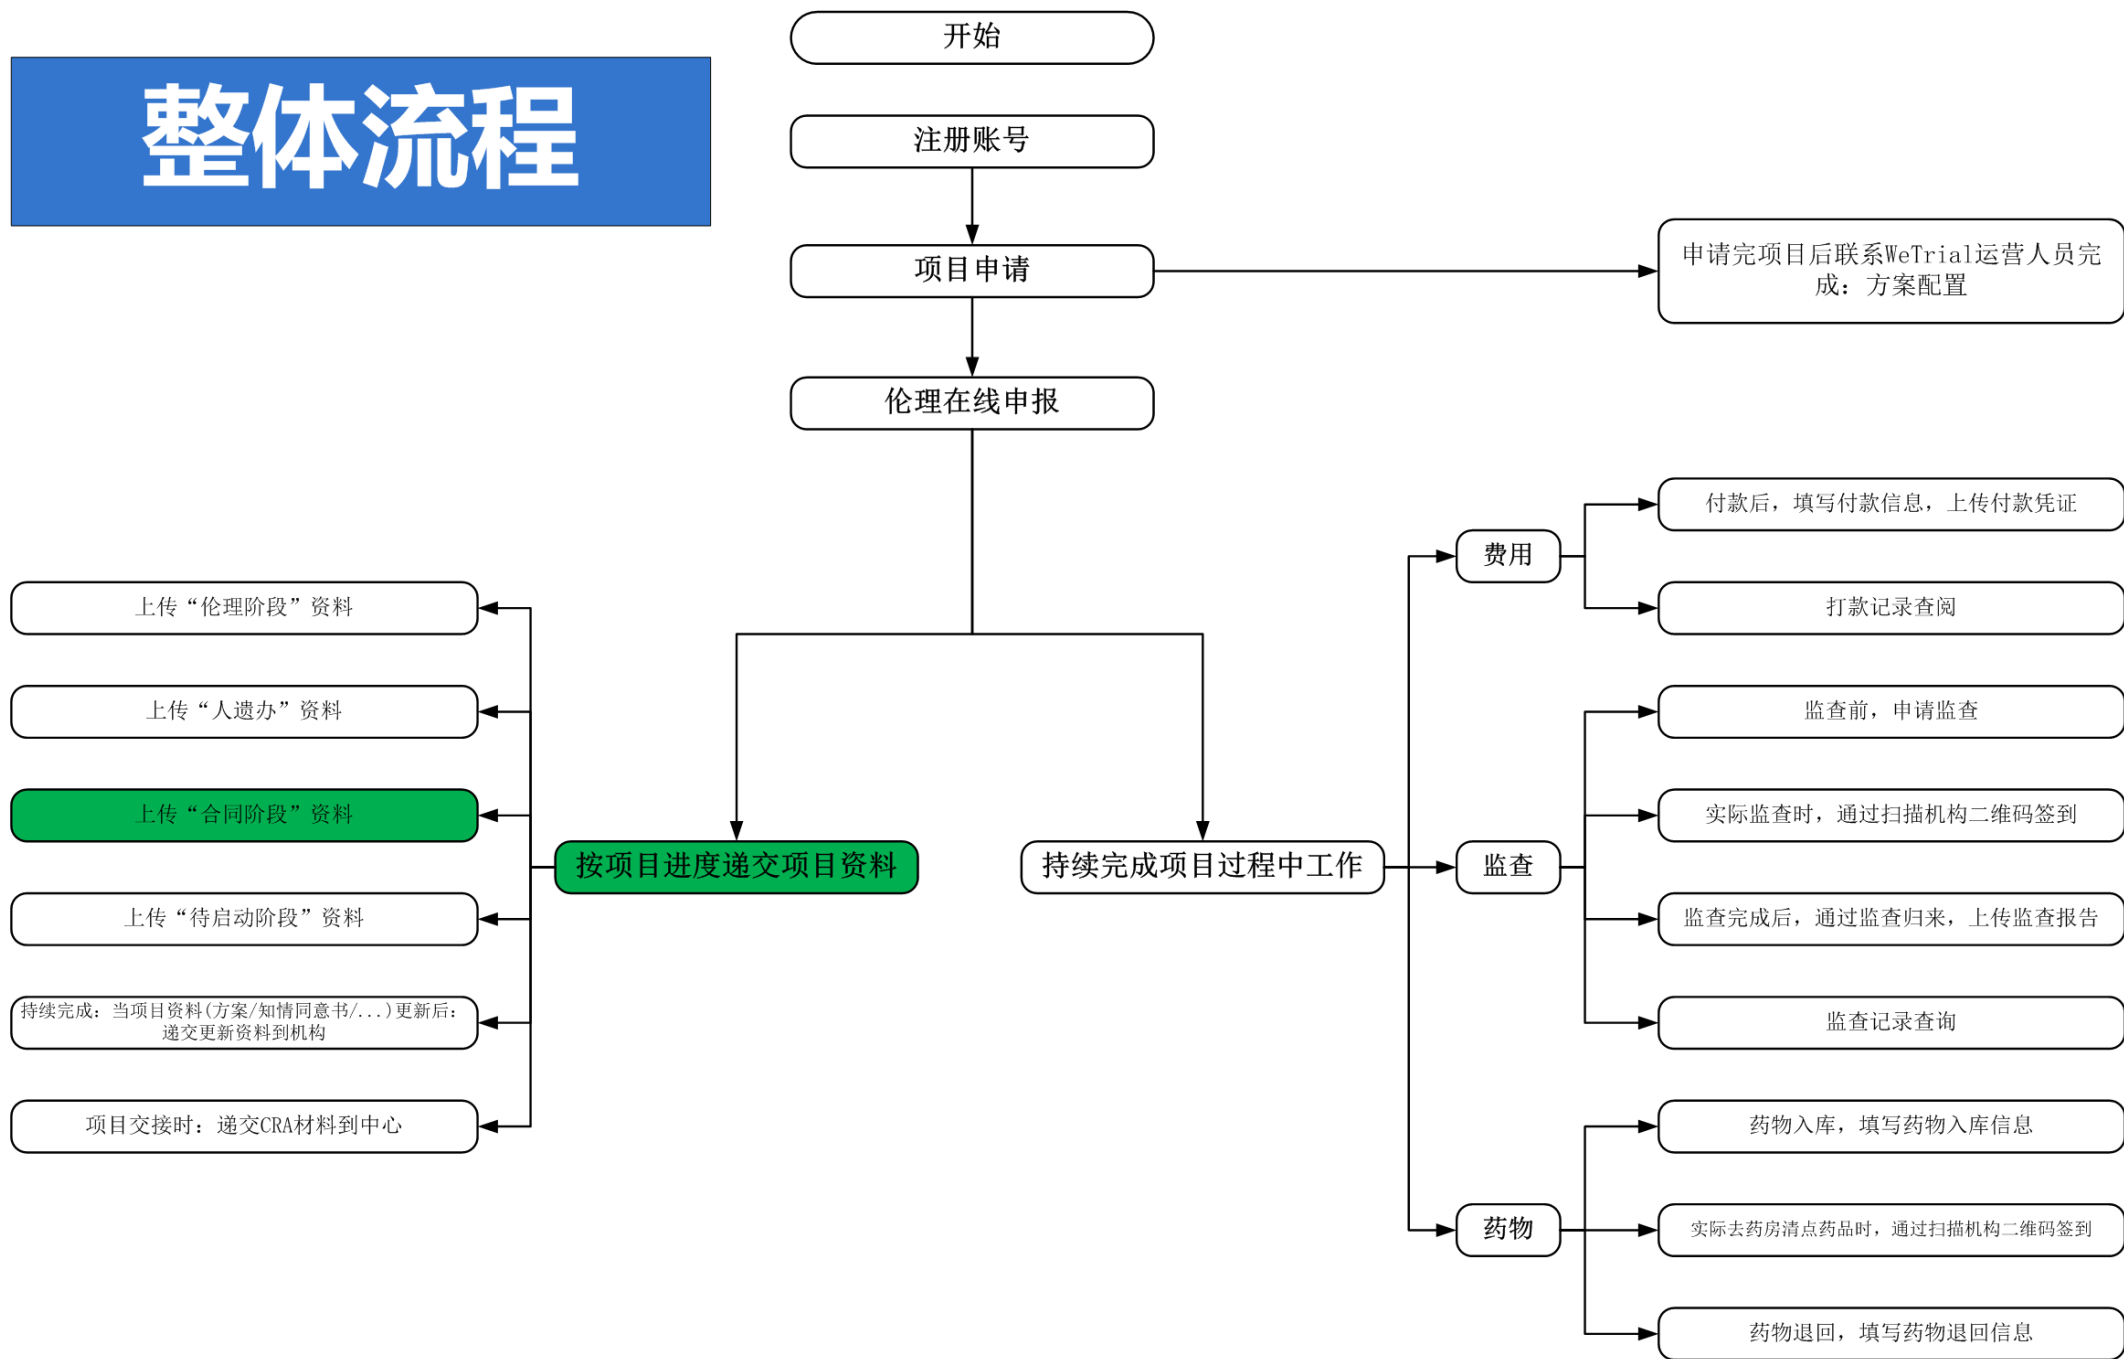 整体流程
开始
注册账号
项目申请
申请完项目后联系WeTrial运营人员完
成：方案配置
伦理在线申报
按项目进度递交项目资料
上传“伦理阶段”资料
上传“人遗办”资料
上传“合同阶段”资料
上传“待启动阶段”资料
持续完成：当项目资料(方案/知情同意书/...)更新后：
递交更新资料到机构
项目交接时：递交CRA材料到中心
持续完成项目过程中工作
费用
付款后，填写付款信息，上传付款凭证
打款记录查阅
监查
监查前，申请监查
实际监查时，通过扫描机构二维码签到
监查完成后，通过监查归来，上传监查报告
监查记录查询
药物
药物入库，填写药物入库信息
实际去药房清点药品时，通过扫描机构二维码签到
药物退回，填写药物退回信息